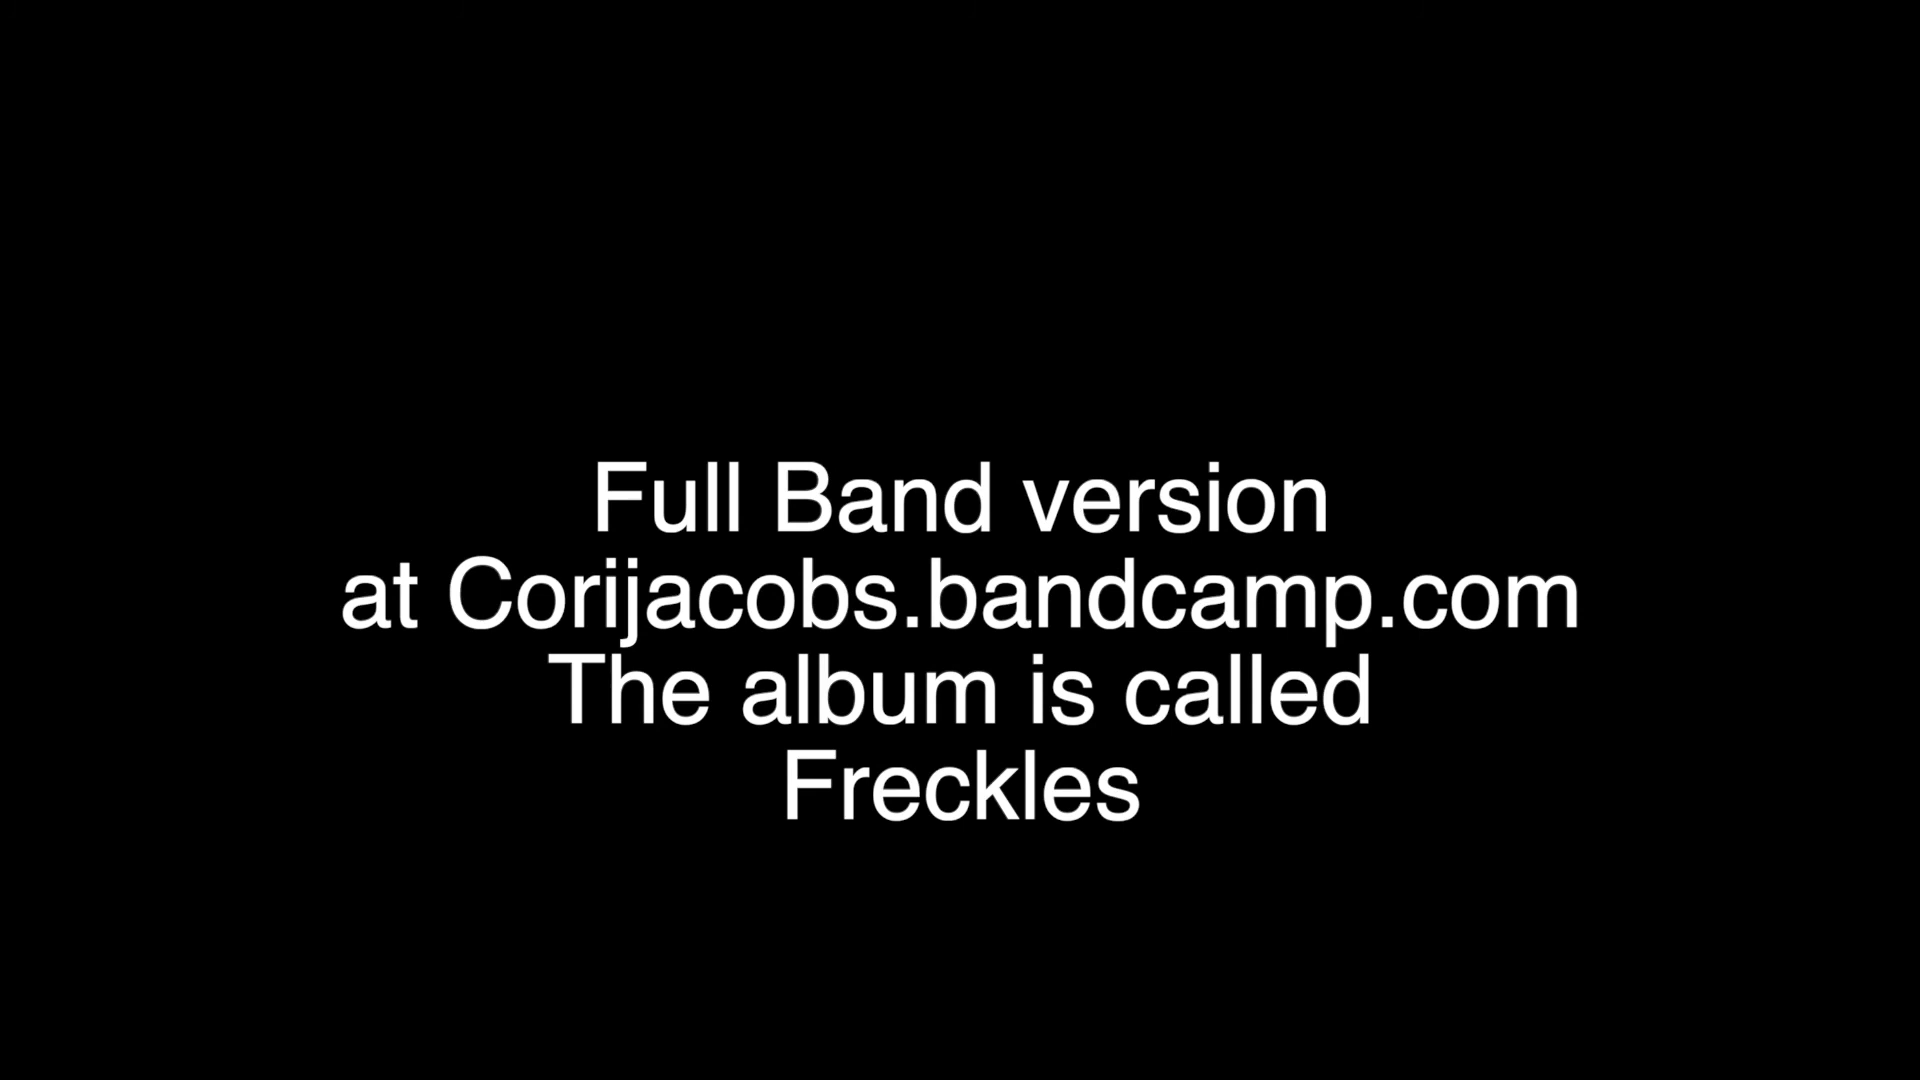 Full Band version
at Corijacobs.bandcamp.com
The album is called
Freckles